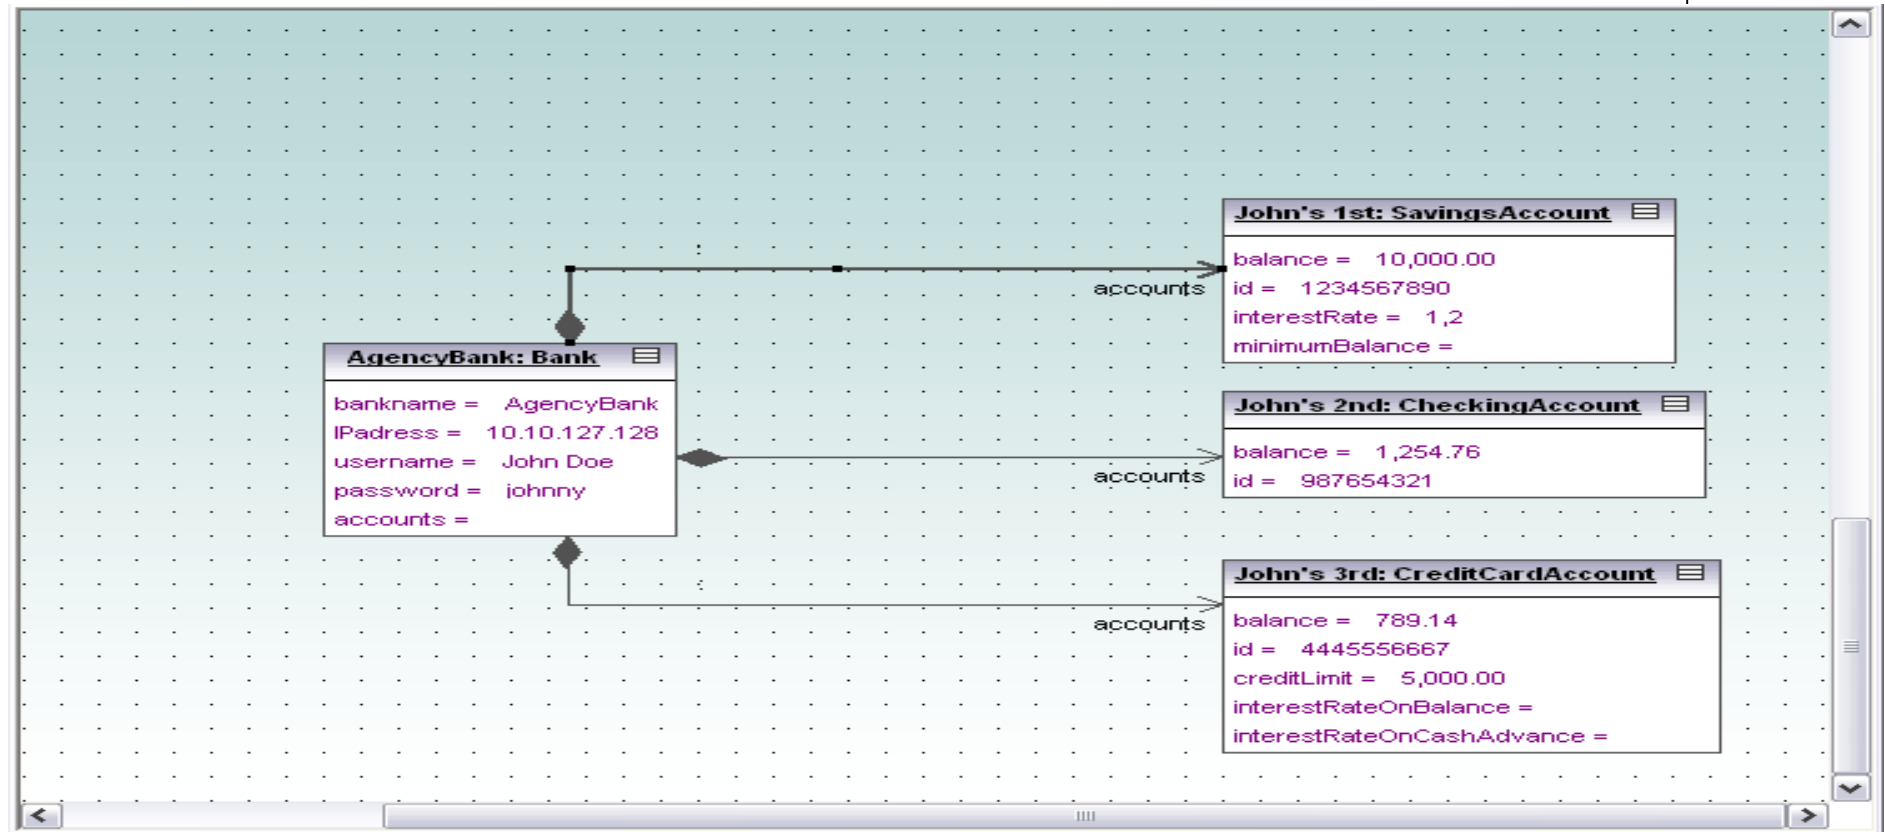 John's 1st: SavingsAccount
balance = 10,000.00
id = 1234567890
interestRate = 1,2
minimumBalance =
:
accounts
AgencyBank: Bank
bankname = AgencyBank
IPadress = 10.10.127.128
username = John Doe
password = johnny
accounts =
John's 2nd: CheckingAccount
balance = 1,254.76
id = 987654321
accounts
John's 3rd: CreditCardAccount
balance = 789.14
id = 4445556667
creditLimit = 5,000.00
interestRateOnBalance =
interestRateOnCashAdvance =
:
accounts